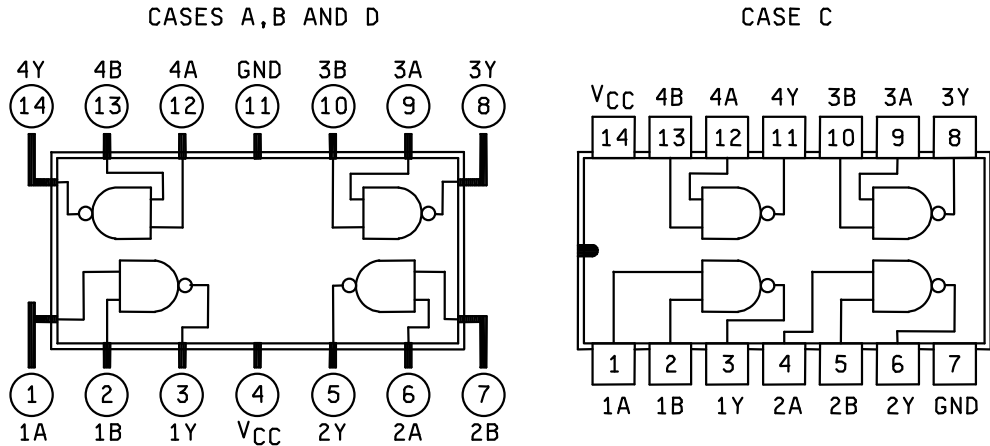 CASES A,B AND D
4Y 4B 4A GND 3B 3A 3Y
14 13 12 11 10 9 8
1 2 3 4 5 6 7
1A 1B 1Y VCC 2Y 2A 2B
CASE C
VCC 4B 4A 4Y 3B 3A 3Y
14 13 12 11 10 9 8
1 2 3 4 5 6 7
1A 1B 1Y 2A 2B 2Y GND